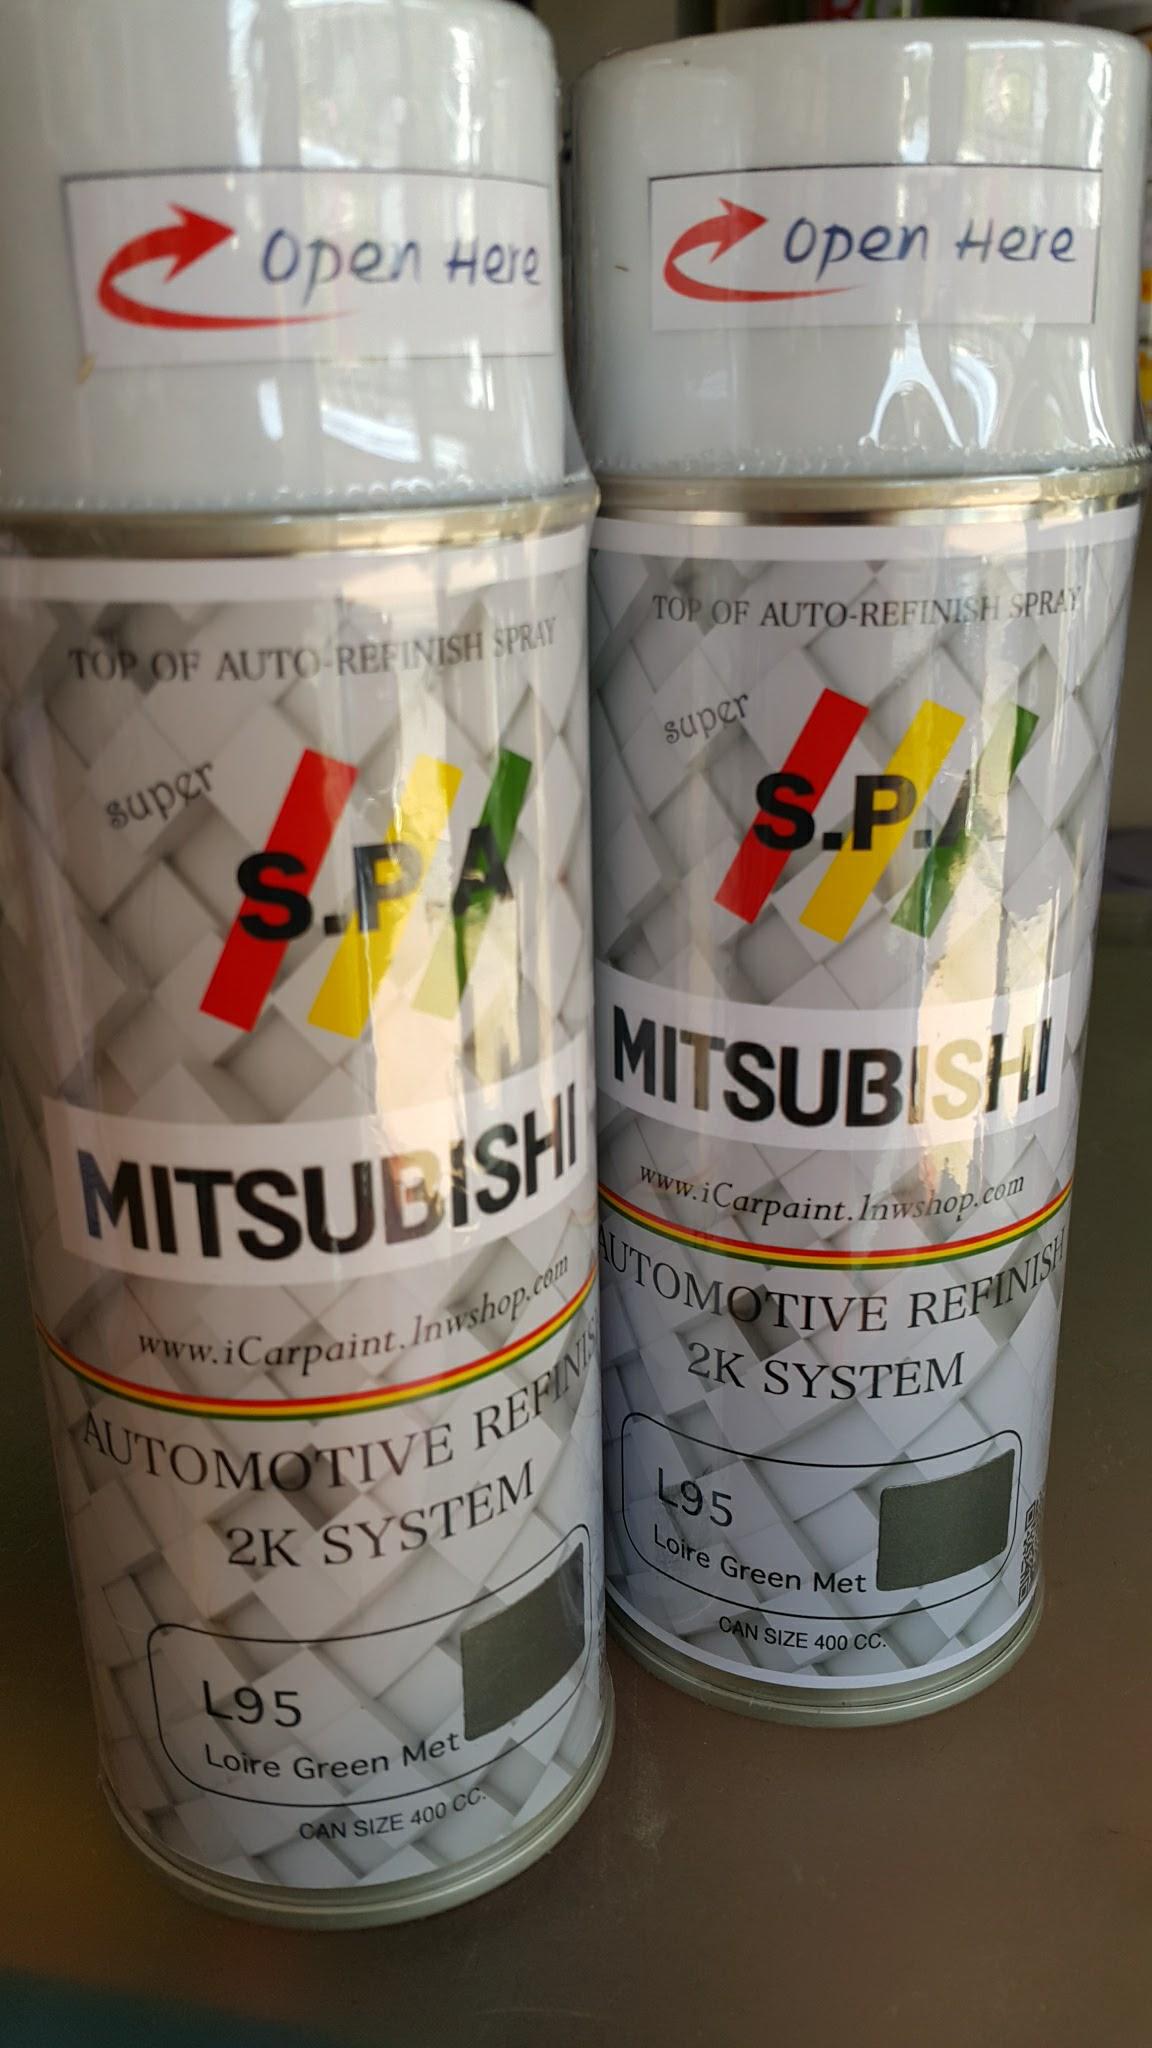 Open Here
TOP OF AUTO-REFINISH SPRAY
super
S.P.A
MITSUBISHI
www.iCarpaint.lnwshop.com
AUTOMOTIVE REFINISH
2K SYSTEM
L95
Loire Green Met
CAN SIZE 400 CC.
Open Here
TOP OF AUTO-REFINISH SPRAY
super
S.P.A
MITSUBISHI
www.iCarpaint.lnwshop.com
AUTOMOTIVE REFINISH
2K SYSTEM
L95
Loire Green Met
CAN SIZE 400 CC.